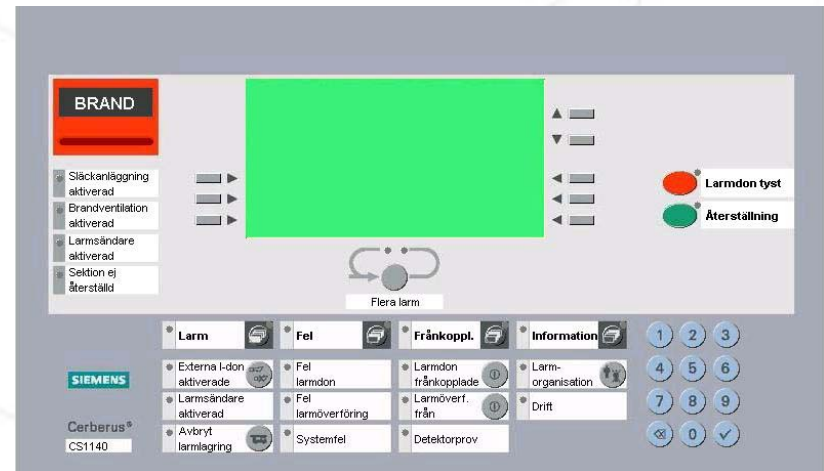 BRAND
Släckanläggning
aktiverad
Brandventilation
aktiverad
Larmsändare
aktiverad
Sektion ej
återställd
Larmdon tyst
Återställning
Flera larm
Larm
Fel
Frånkoppl.
Information
Externa l-don
aktiverade
Fel
larmdon
Larmdon
frånkopplade
Larm-
organisation
Larmsändare
aktiverad
Fel
larmöverföring
Larmöverf.
från
Drift
Avbryt
larmlagring
Systemfel
Detektorprov
SIEMENS
Cerberus®
CS1140
1 2 3
4 5 6
7 8 9
0